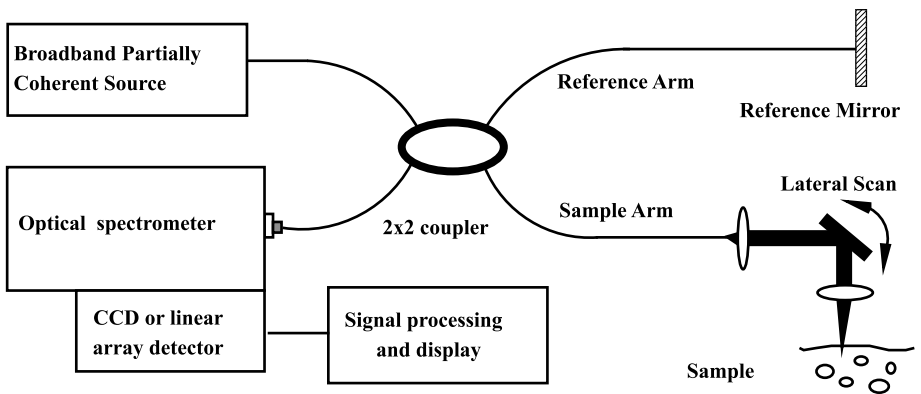 Broadband Partially
Coherent Source
Reference Arm
Reference Mirror
Lateral Scan
Optical spectrometer
2x2 coupler
Sample Arm
CCD or linear
array detector
Signal processing
and display
Sample